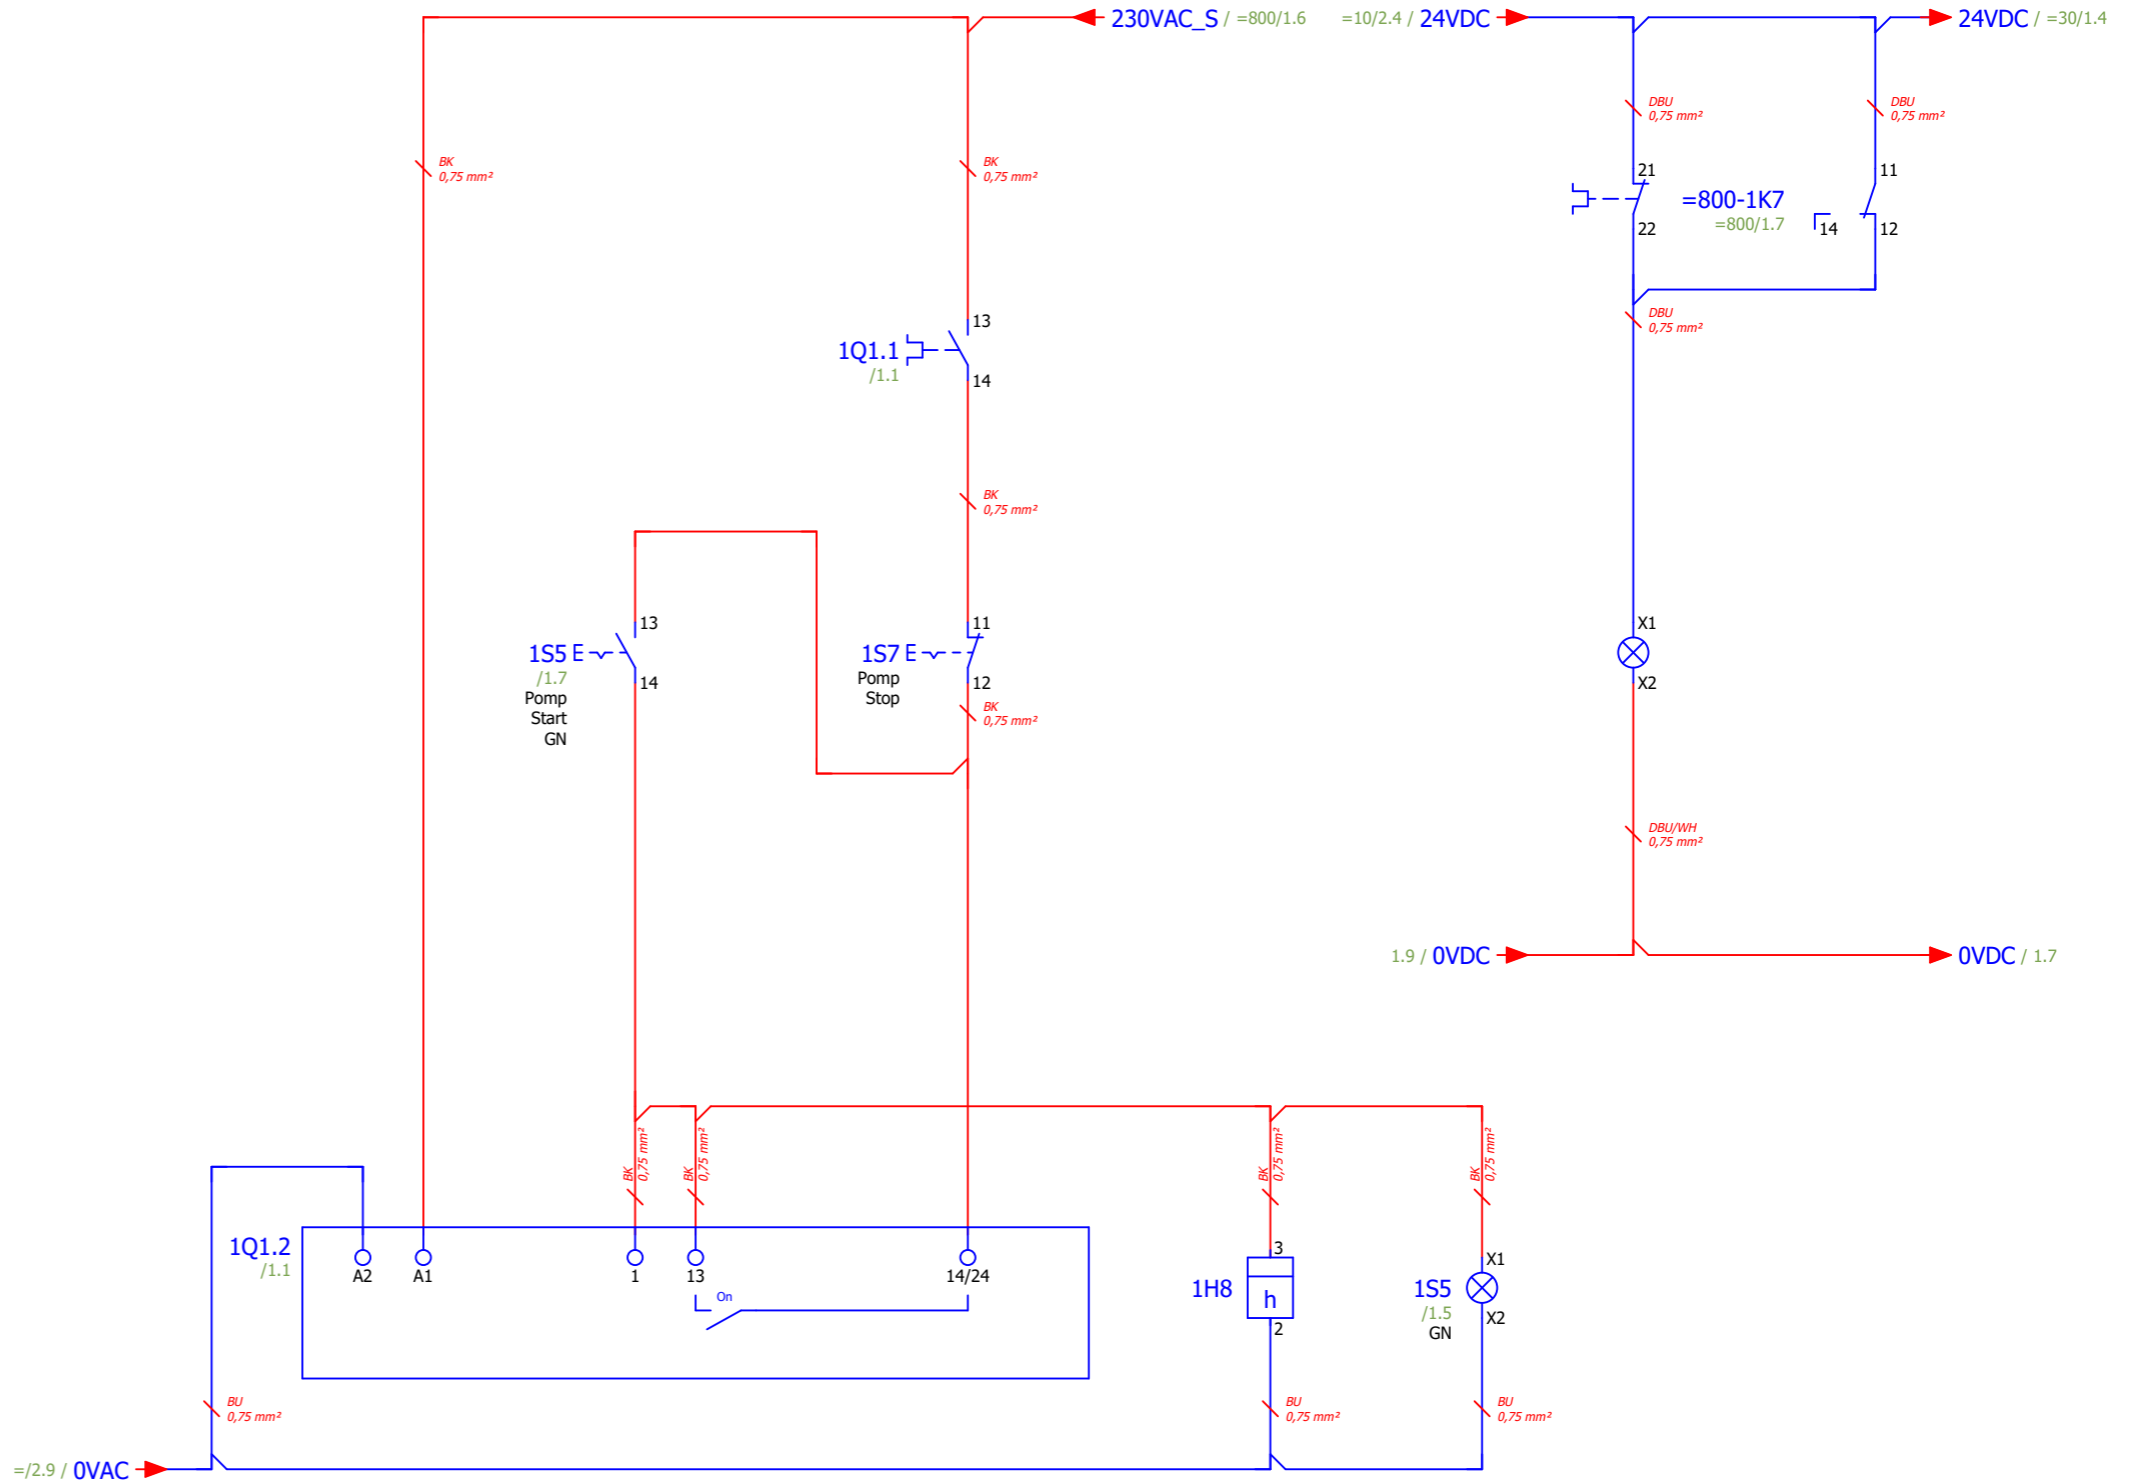 230VAC_S / =800/1.6
=10/2.4 / 24VDC
24VDC / =30/1.4
BK
0,75 mm²
BK
0,75 mm²
DBU
0,75 mm²
DBU
0,75 mm²
21
22
=800-1K7
=800/1.7
11
14
12
DBU
0,75 mm²
13
1Q1.1
/1.1
14
BK
0,75 mm²
13
1S5 E
/1.7
14
Pomp
Start
GN
11
1S7 E
Pomp
Stop
12
BK
0,75 mm²
X1
X2
DBU/WH
0,75 mm²
1.9 / 0VDC
0VDC / 1.7
BK
0,75 mm²
BK
0,75 mm²
BK
0,75 mm²
BK
0,75 mm²
1Q1.2
/1.1
A2
A1
1
13
14/24
On
3
1H8
h
2
X1
1S5
/1.5
GN
X2
BU
0,75 mm²
BU
0,75 mm²
BU
0,75 mm²
=/2.9 / 0VAC